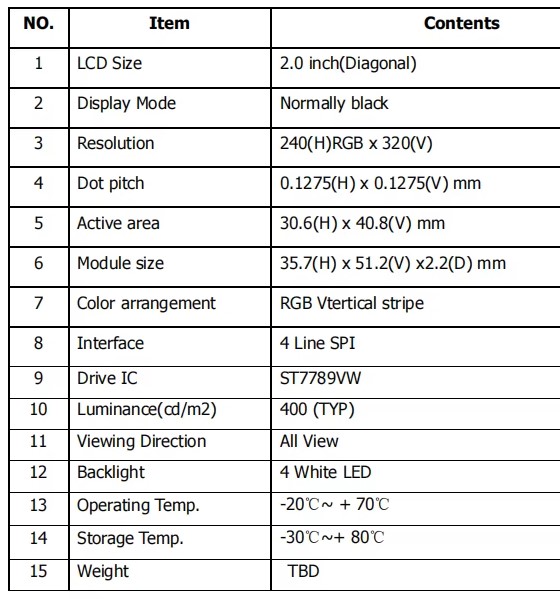 NO. Item Contents
1 LCD Size 2.0 inch(Diagonal)
2 Display Mode Normally black
3 Resolution 240(H)RGB x 320(V)
4 Dot pitch 0.1275(H) x 0.1275(V) mm
5 Active area 30.6(H) x 40.8(V) mm
6 Module size 35.7(H) x 51.2(V) x2.2(D) mm
7 Color arrangement RGB Vtertical stripe
8 Interface 4 Line SPI
9 Drive IC ST7789VW
10 Luminance(cd/m2) 400 (TYP)
11 Viewing Direction All View
12 Backlight 4 White LED
13 Operating Temp. -20℃~ + 70℃
14 Storage Temp. -30℃~+ 80℃
15 Weight TBD